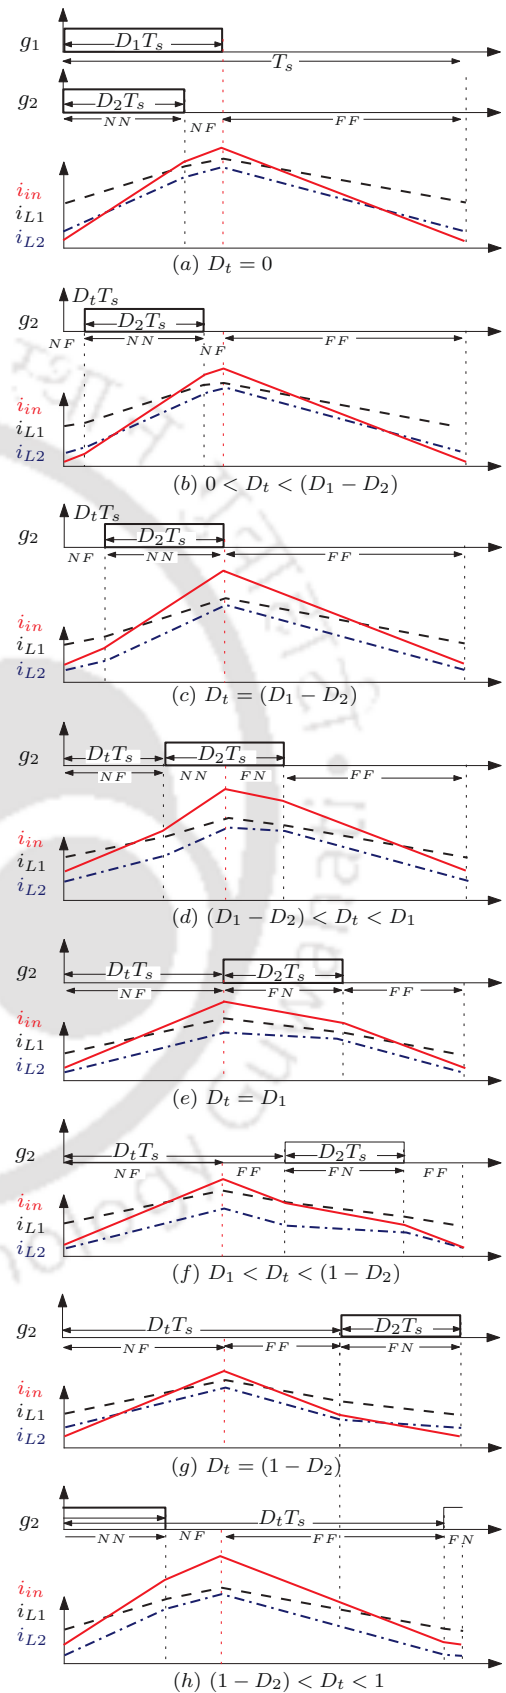 g1 D1Ts
Ts
g2 D2Ts
NN NF FF
iin
iL1
iL2
(a) Dt = 0
DtTs
g2 D2Ts
NF NN NF FF
iin
iL1
iL2
(b) 0 < Dt < (D1 − D2)
DtTs
g2 D2Ts
NF NN FF
iin
iL1
iL2
(c) Dt = (D1 − D2)
g2 DtTs D2Ts
NF NN FN FF
iin
iL1
iL2
(d) (D1 − D2) < Dt < D1
g2 DtTs D2Ts
NF FN FF
iin
iL1
iL2
(e) Dt = D1
g2 DtTs D2Ts
NF FF FN FF
iin
iL1
iL2
(f) D1 < Dt < (1 − D2)
g2 DtTs D2Ts
NF FF FN
iin
iL1
iL2
(g) Dt = (1 − D2)
g2 DtTs
NN NF FF FN
iin
iL1
iL2
(h) (1 − D2) < Dt < 1